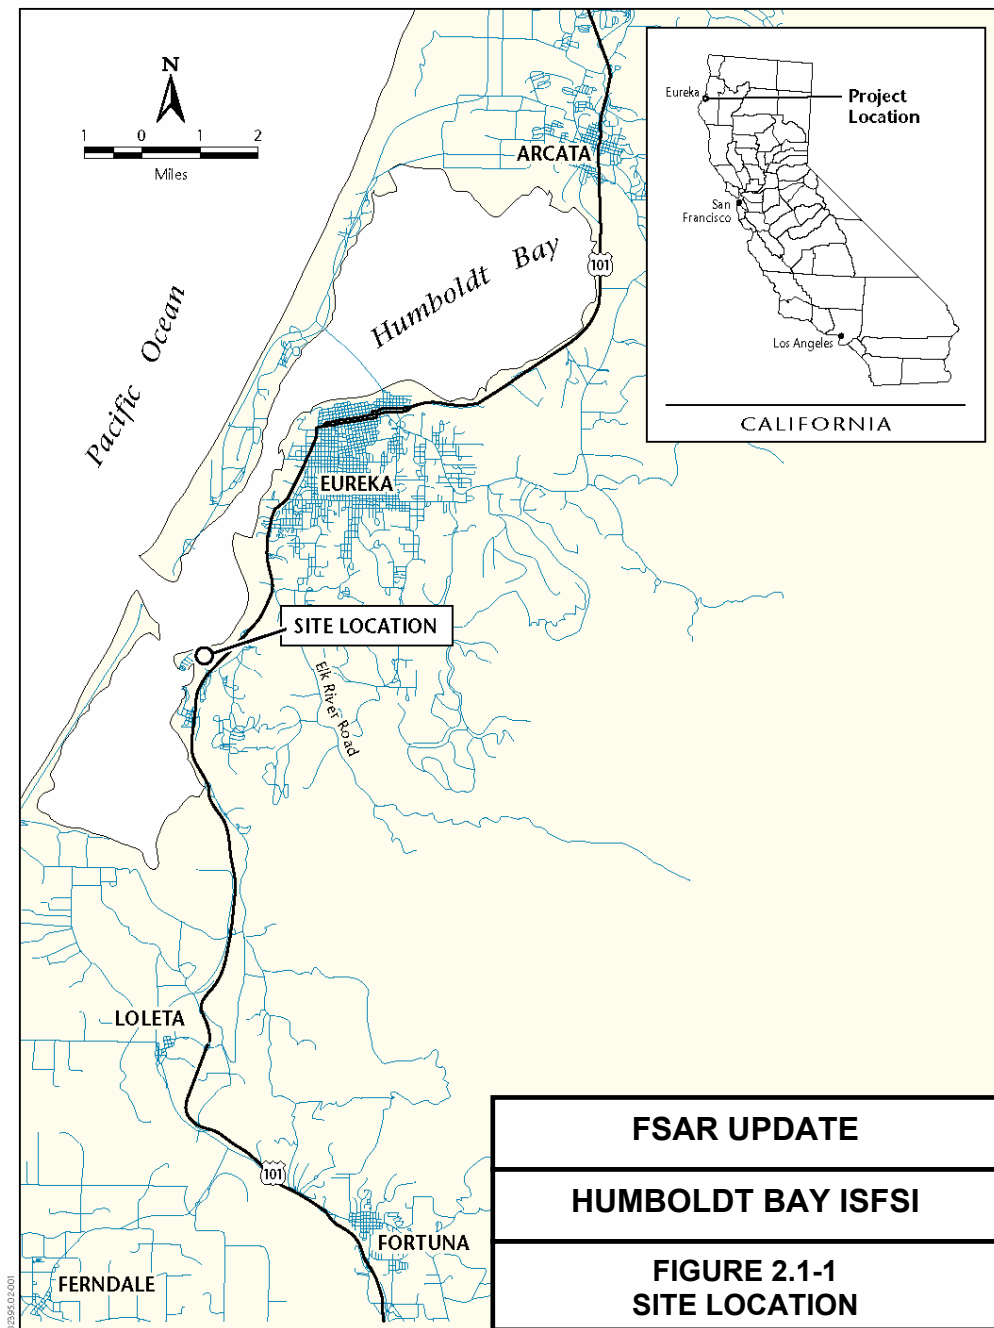 N
1 0 1 2
Miles
ARCATA
Eureka
Project
Location
San
Francisco
Los Angeles
CALIFORNIA
Pacific Ocean
Humboldt Bay
101
EUREKA
SITE LOCATION
Elk River Road
LOLETA
101
FORTUNA
FERNDALE
FSAR UPDATE
HUMBOLDT BAY ISFSI
FIGURE 2.1-1
SITE LOCATION